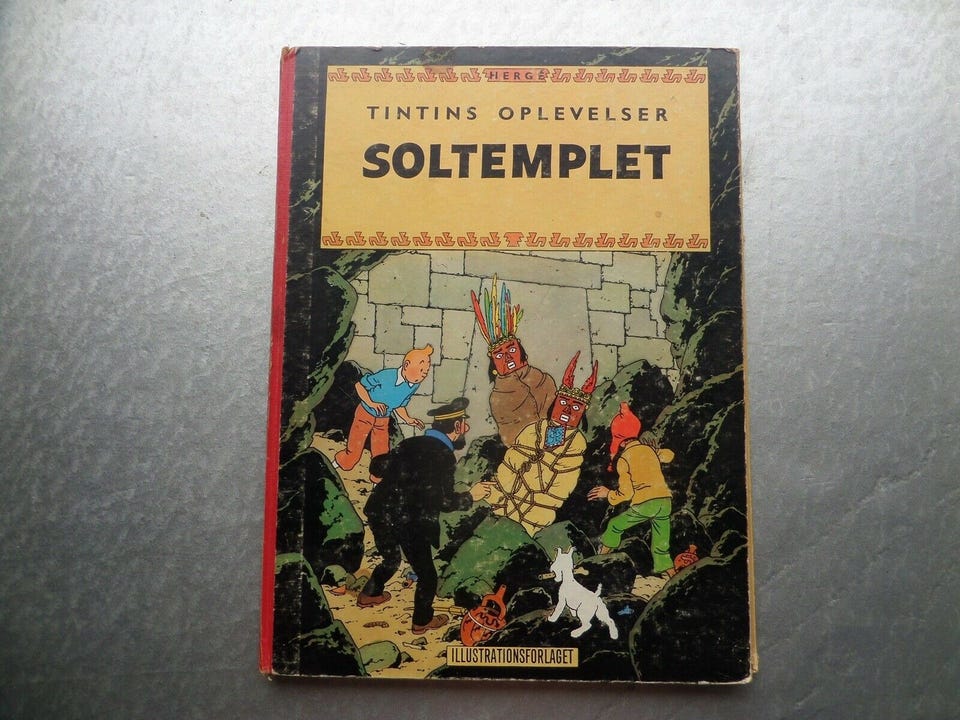 HERGÉ
TINTINS OPLEVELSER
SOLTEMPLET
ILLUSTRATIONSFORLAGET